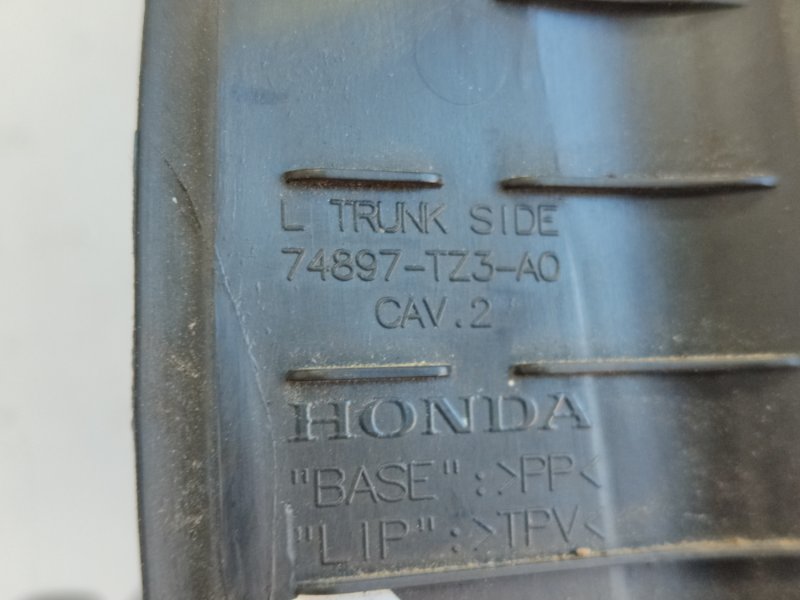 L TRUNK SIDE
74897-TZ3-A0
CAV.2
HONDA
"BASE":>PP<
"LIP":>TPV<